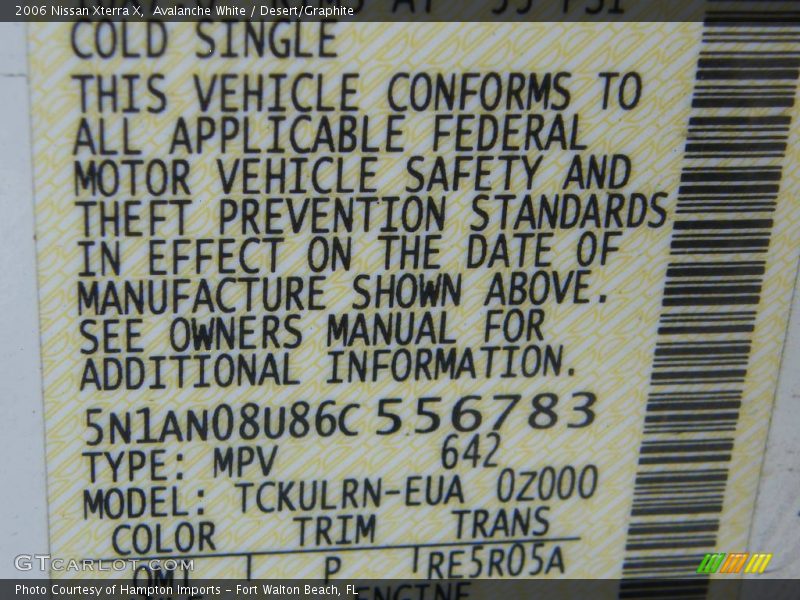 2006 Nissan Xterra X, Avalanche White / Desert/Graphite
COLD SINGLE
THIS VEHICLE CONFORMS TO
ALL APPLICABLE FEDERAL
MOTOR VEHICLE SAFETY AND
THEFT PREVENTION STANDARDS
IN EFFECT ON THE DATE OF
MANUFACTURE SHOWN ABOVE.
SEE OWNERS MANUAL FOR
ADDITIONAL INFORMATION.
5N1AN08U86C556783
TYPE: MPV 642
MODEL: TCKULRN-EUA 0Z000
COLOR TRIM TRANS
QM1 P RE5R05A
GTcarlot.com
ENGINE
Photo Courtesy of Hampton Imports - Fort Walton Beach, FL